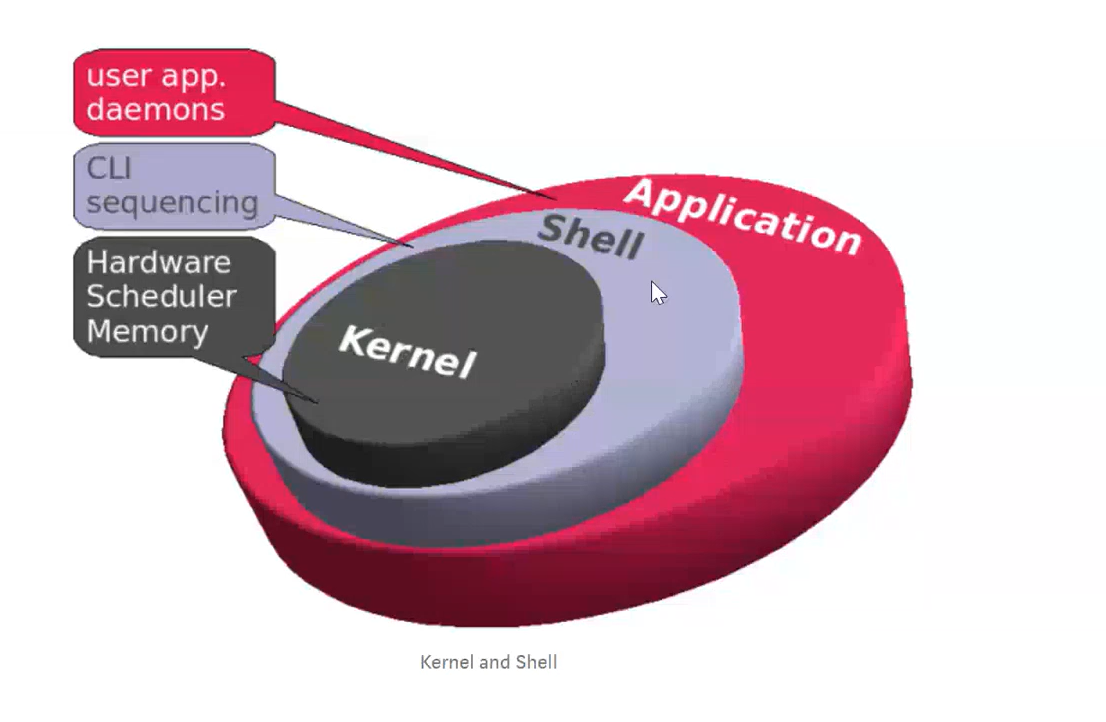 user app.
daemons
CLI
sequencing
Hardware
Scheduler
Memory
Application
Shell
Kernel
Kernel and Shell